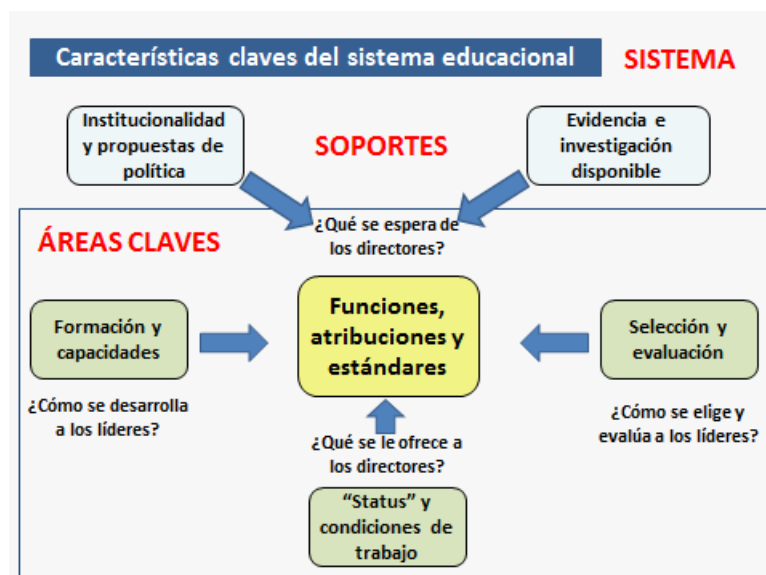 Características claves del sistema educacional
SISTEMA
Institucionalidad
y propuestas de
política
SOPORTES
Evidencia e
investigación
disponible
¿Qué se espera de
los directores?
ÁREAS CLAVES
Formación y
capacidades
Funciones,
atribuciones y
estándares
Selección y
evaluación
¿Cómo se desarrolla
a los líderes?
¿Cómo se elige y
evalúa a los líderes?
¿Qué se le ofrece a
los directores?
“Status” y
condiciones de
trabajo